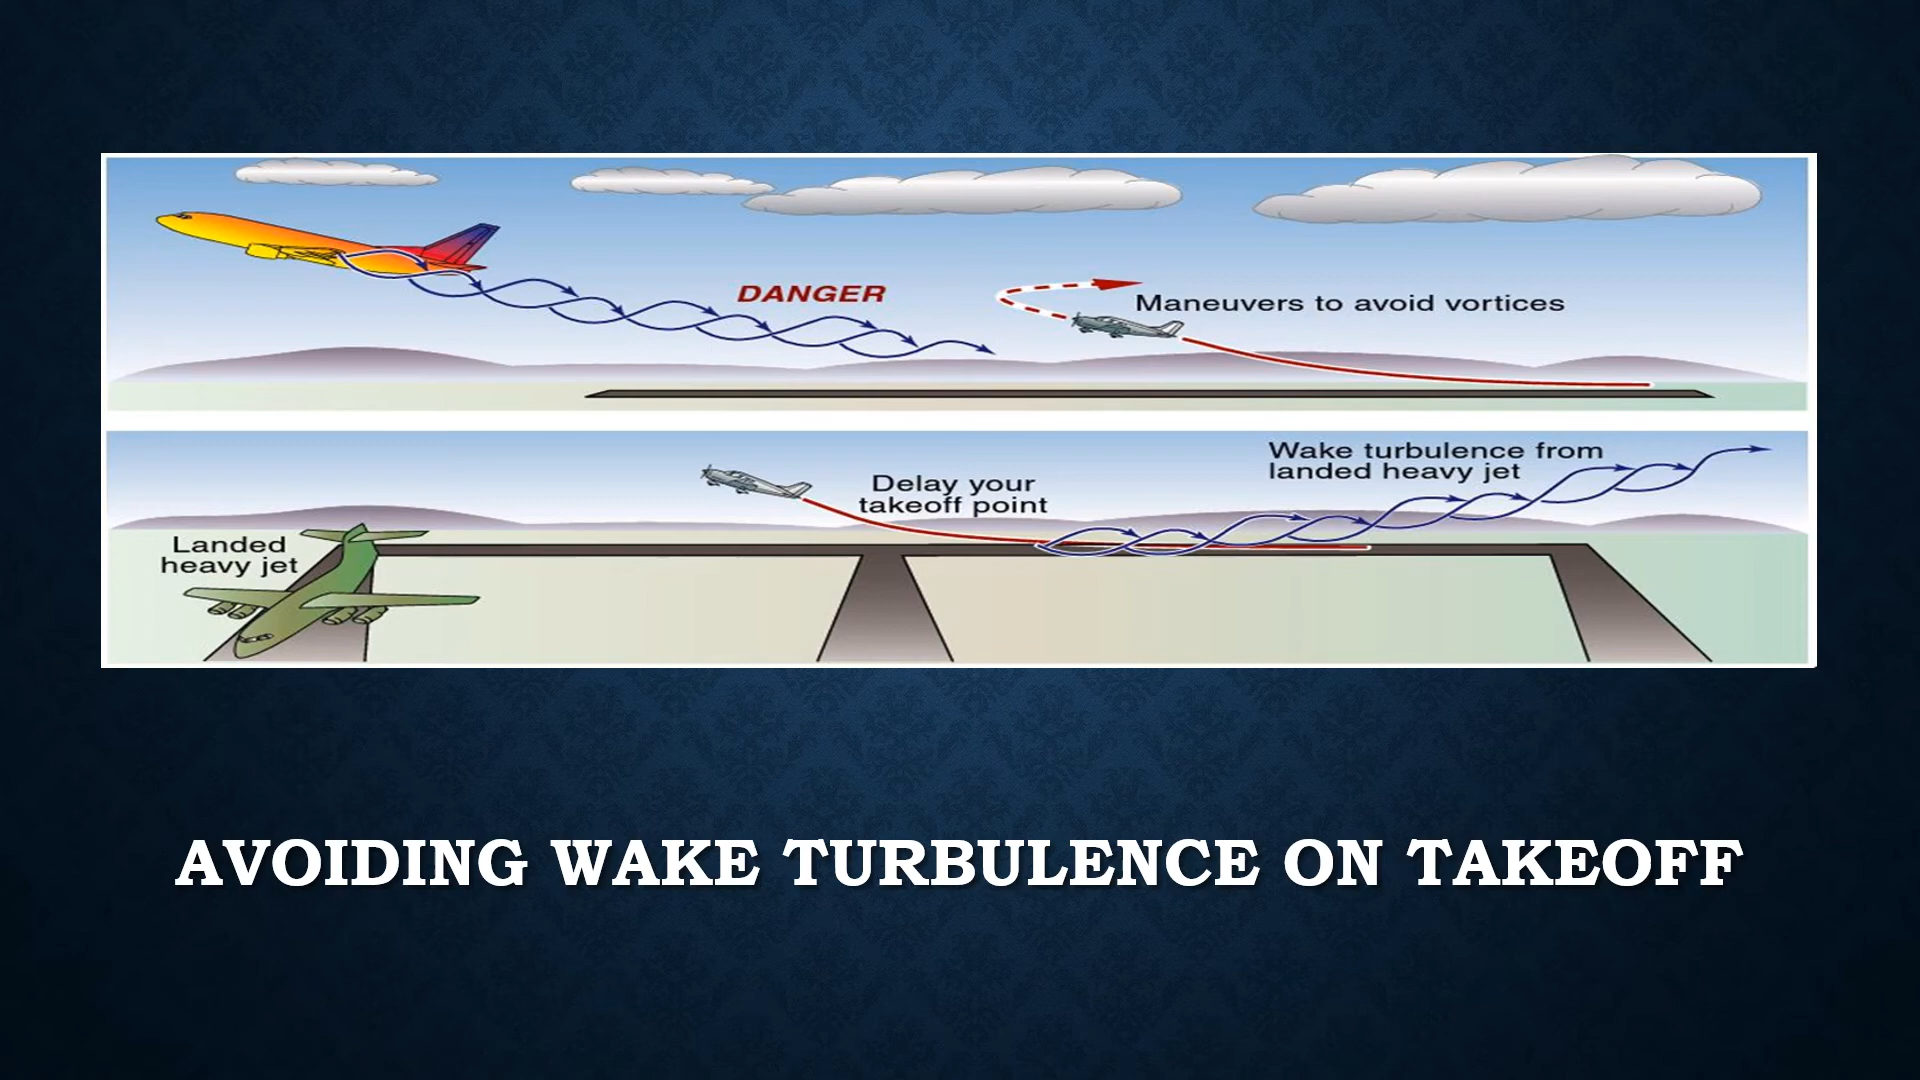 DANGER
Maneuvers to avoid vortices
Wake turbulence from
landed heavy jet
Delay your
takeoff point
Landed
heavy jet
AVOIDING WAKE TURBULENCE ON TAKEOFF